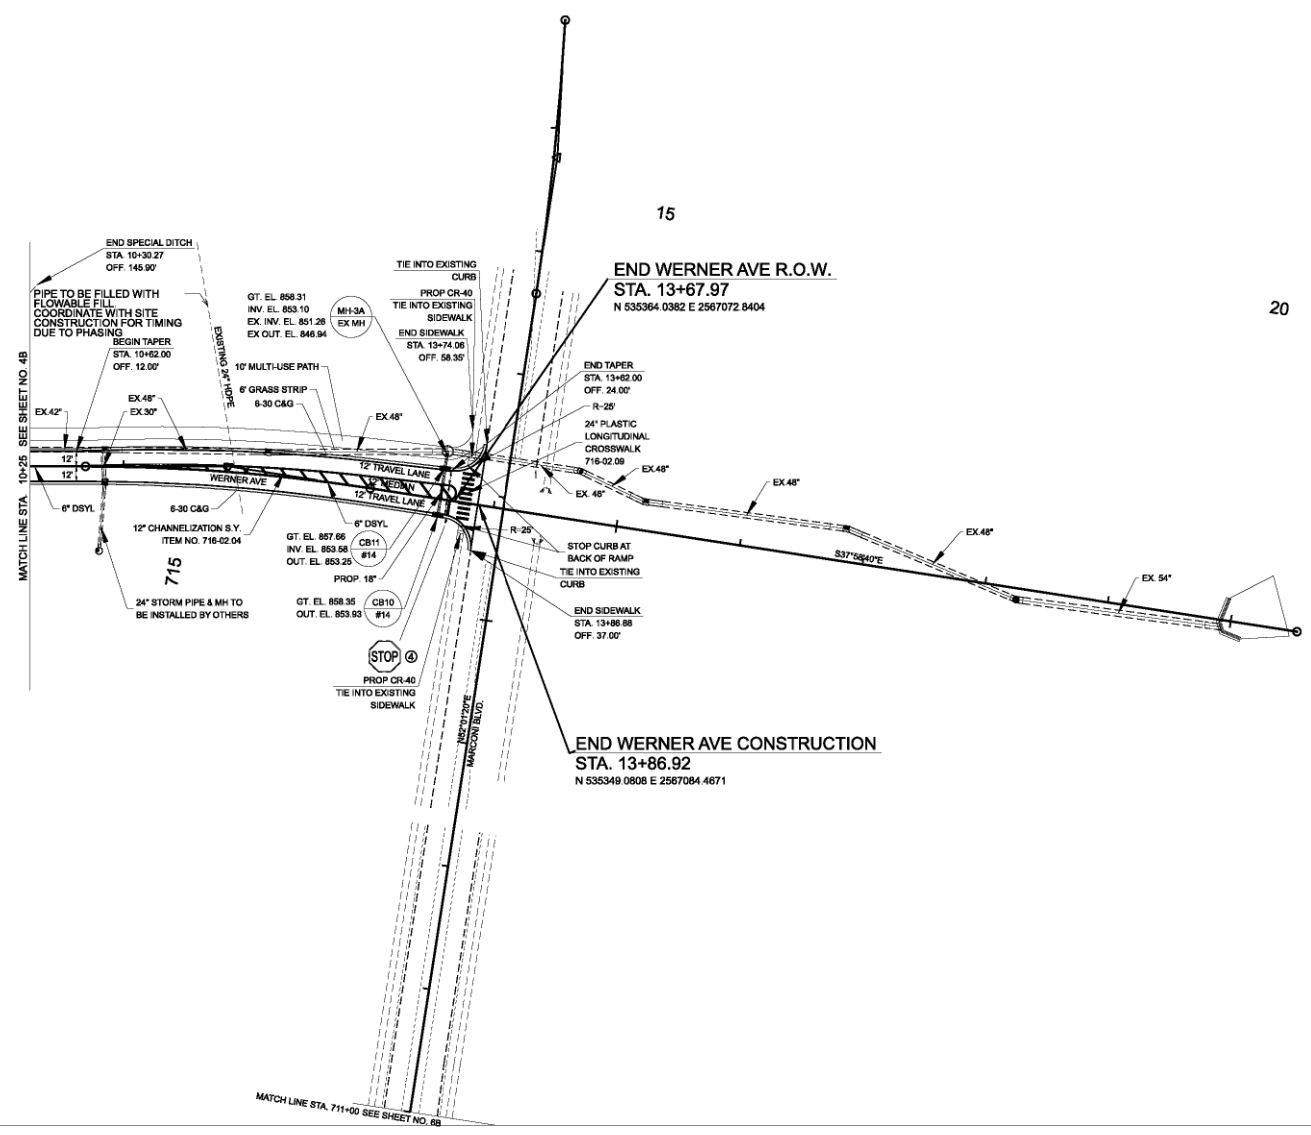 15
20
END WERNER AVE R.O.W.
STA. 13+67.97
N 535364.0382 E 2567072.8404
END SPECIAL DITCH
STA. 10+30.27
OFF. 145.90'
PIPE TO BE FILLED WITH
FLOWABLE FILL.
COORDINATE WITH SITE
CONSTRUCTION FOR TIMING
DUE TO PHASING
BEGIN TAPER
STA. 10+62.00
OFF. 12.00'
EXISTING 24" HDPE
GT. EL. 858.31
INV. EL. 853.10
EX. INV. EL. 851.26
EX OUT. EL. 846.94
MH-3A
EX MH
TIE INTO EXISTING
CURB
PROP CR-40
TIE INTO EXISTING
SIDEWALK
END SIDEWALK
STA. 13+74.06
OFF. 58.35'
10' MULTI-USE PATH
6' GRASS STRIP
6-30 C&G
END TAPER
STA. 13+62.00
OFF. 24.00'
R-25'
24" PLASTIC
LONGITUDINAL
CROSSWALK
716-02.09
MATCH LINE STA. 10+25 SEE SHEET NO. 4B
EX.42"
EX.48"
EX.30"
EX.48"
12'
12'
12' TRAVEL LANE
12' MEDIAN
12' TRAVEL LANE
WERNER AVE
EX.48"
EX. 48"
EX.48"
EX.48"
EX. 54"
S37°58'40"E
6" DSYL
6-30 C&G
12" CHANNELIZATION S.Y.
ITEM NO. 716-02.04
6" DSYL
715
24" STORM PIPE & MH TO
BE INSTALLED BY OTHERS
GT. EL. 857.66
INV. EL. 853.58
OUT. EL. 853.25
CB11
#14
PROP. 18"
GT. EL. 858.35
OUT. EL. 853.93
CB10
#14
R-25'
STOP CURB AT
BACK OF RAMP
TIE INTO EXISTING
CURB
END SIDEWALK
STA. 13+86.88
OFF. 37.00'
STOP
4
PROP CR-40
TIE INTO EXISTING
SIDEWALK
N52°01'20"E
MARCONI BLVD.
END WERNER AVE CONSTRUCTION
STA. 13+86.92
N 535349.0808 E 2567084.4671
MATCH LINE STA. 711+00 SEE SHEET NO. 6B